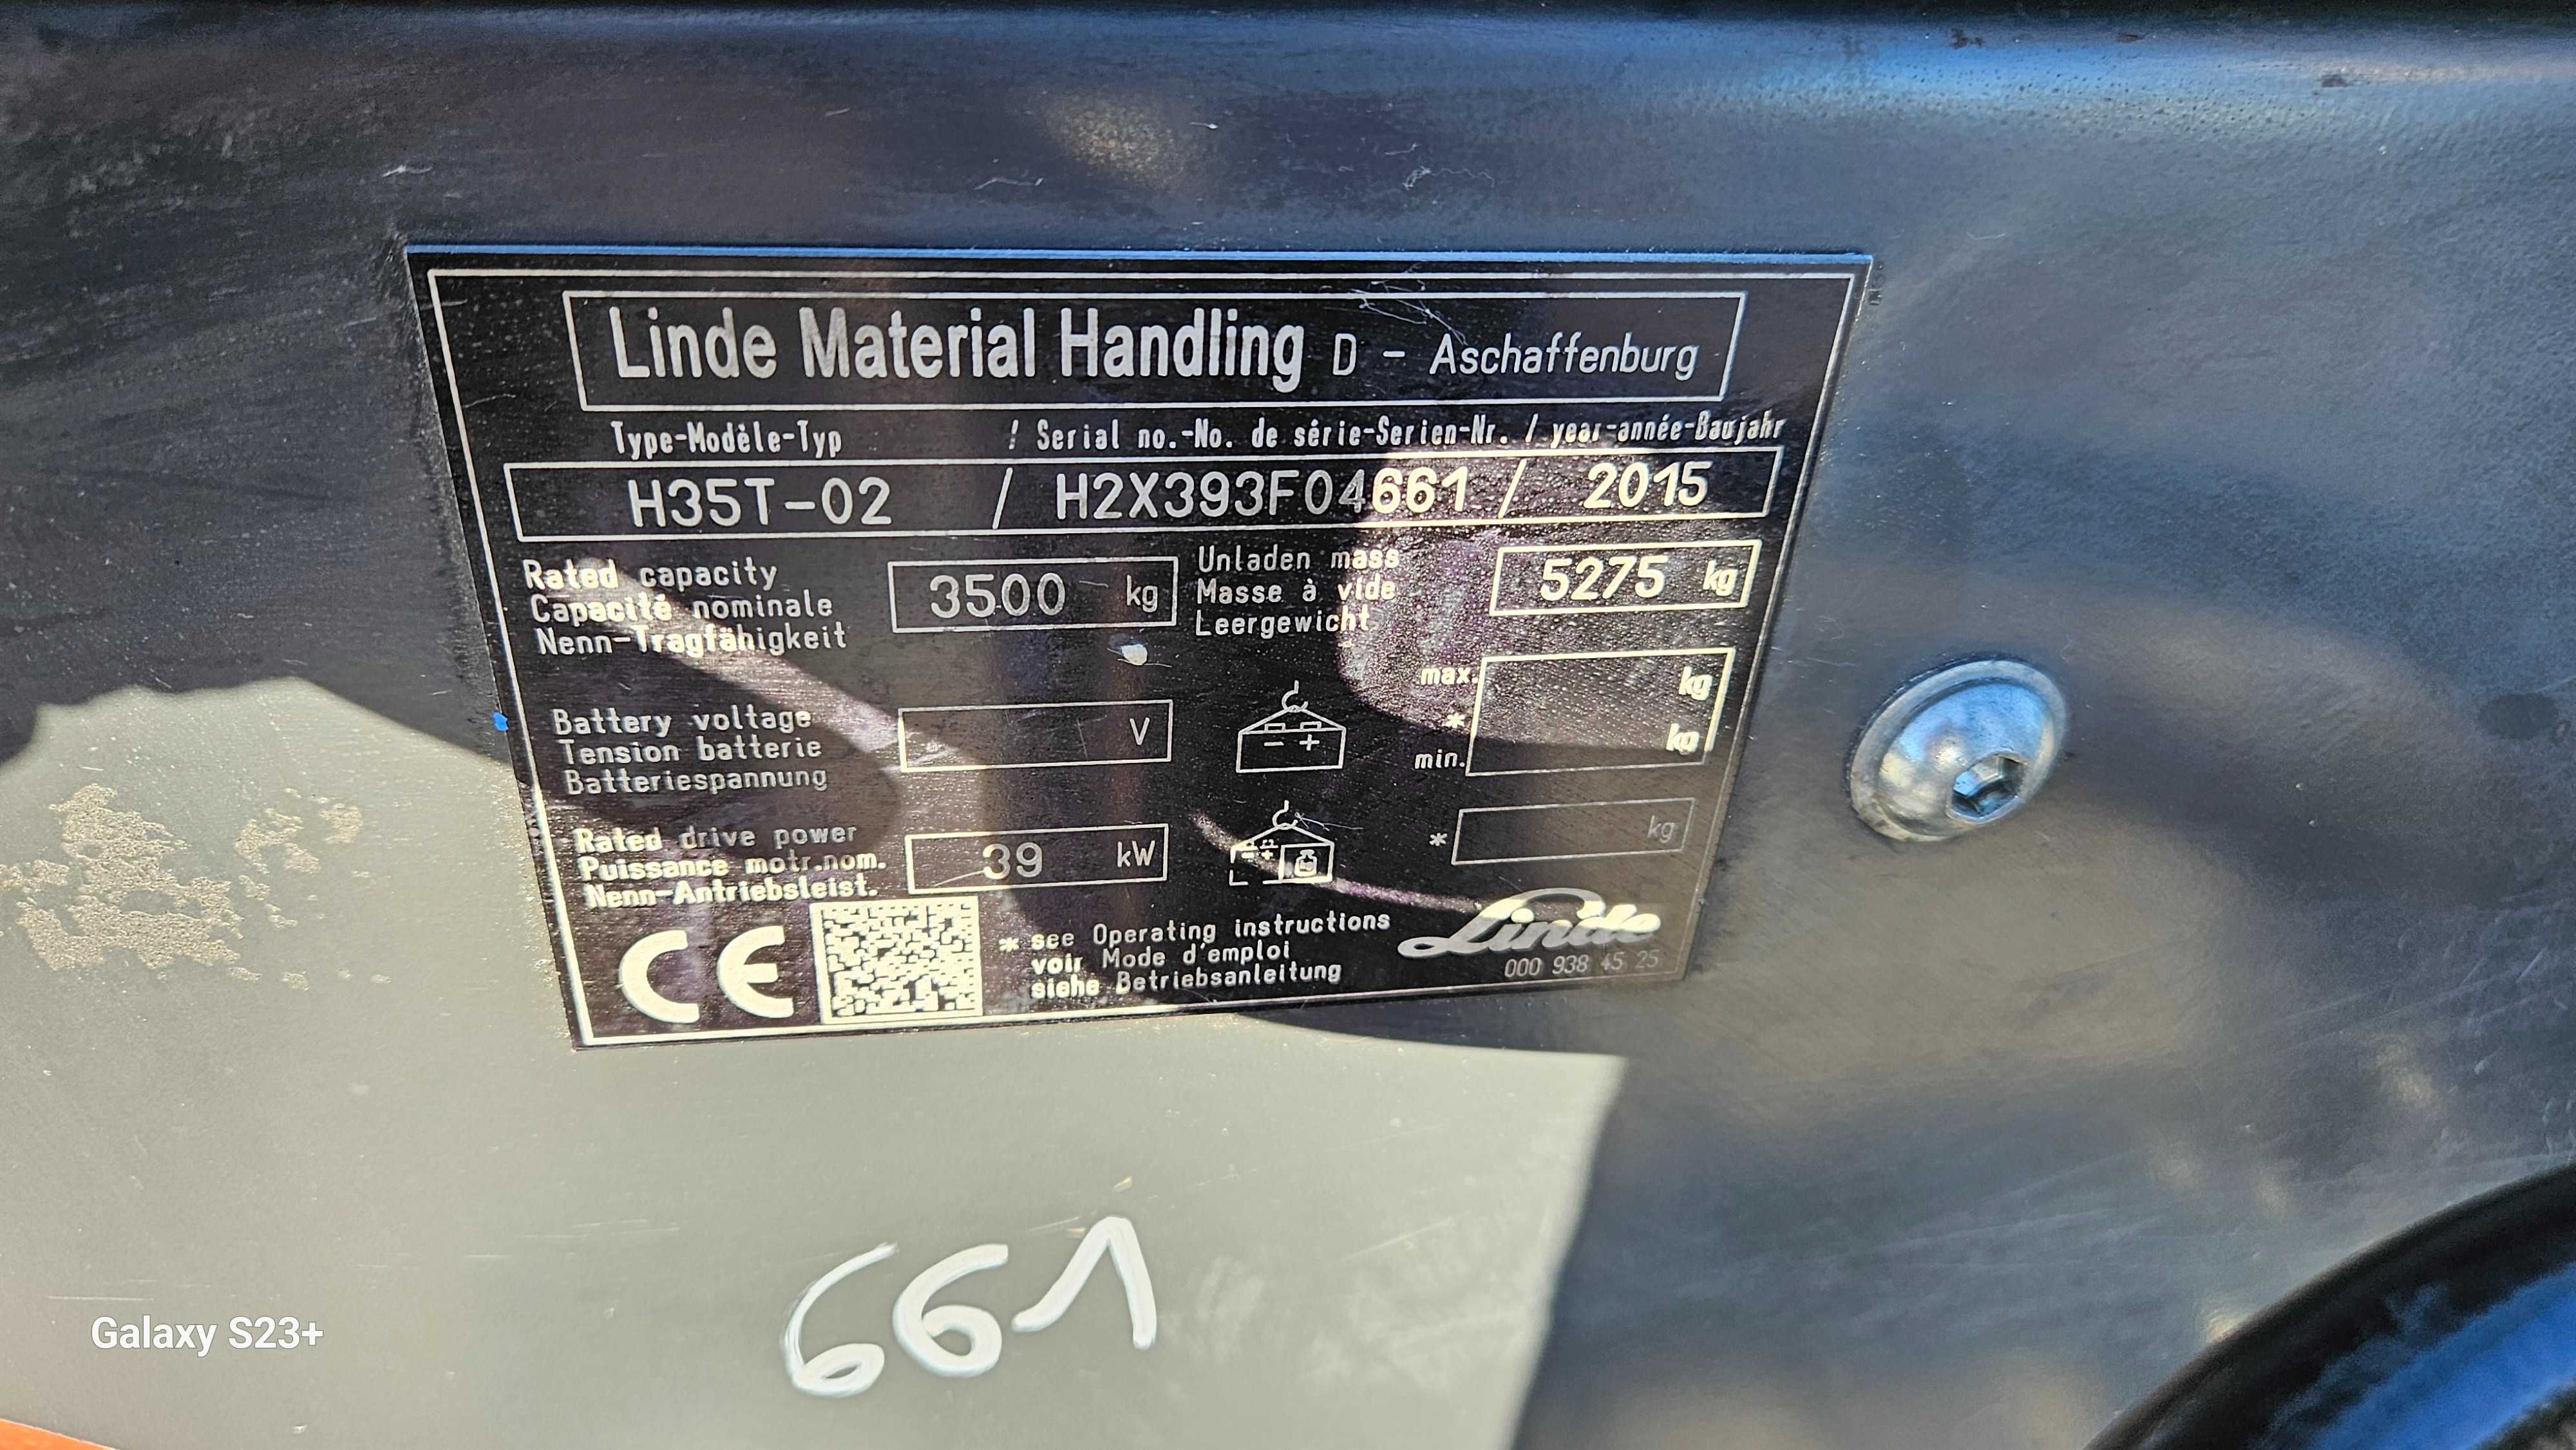 Linde Material Handling D - Aschaffenburg
Type-Modèle-Typ / Serial no.-No. de série-Serien-Nr. / year-année-Baujahr
H35T-02 / H2X393F04661 / 2015
Rated capacity
Capacité nominale
Nenn-Tragfähigkeit
3500 kg
Unladen mass
Masse à vide
Leergewicht
5275 kg
Battery voltage
Tension batterie
Batteriespannung
V
- +
max. kg
*
min. kg
Rated drive power
Puissance motr.nom.
Nenn-Antriebsleist.
39 kW
* kg
CE
* see Operating instructions
voir Mode d'emploi
siehe Betriebsanleitung
Linde
000 938 45 25
661
Galaxy S23+